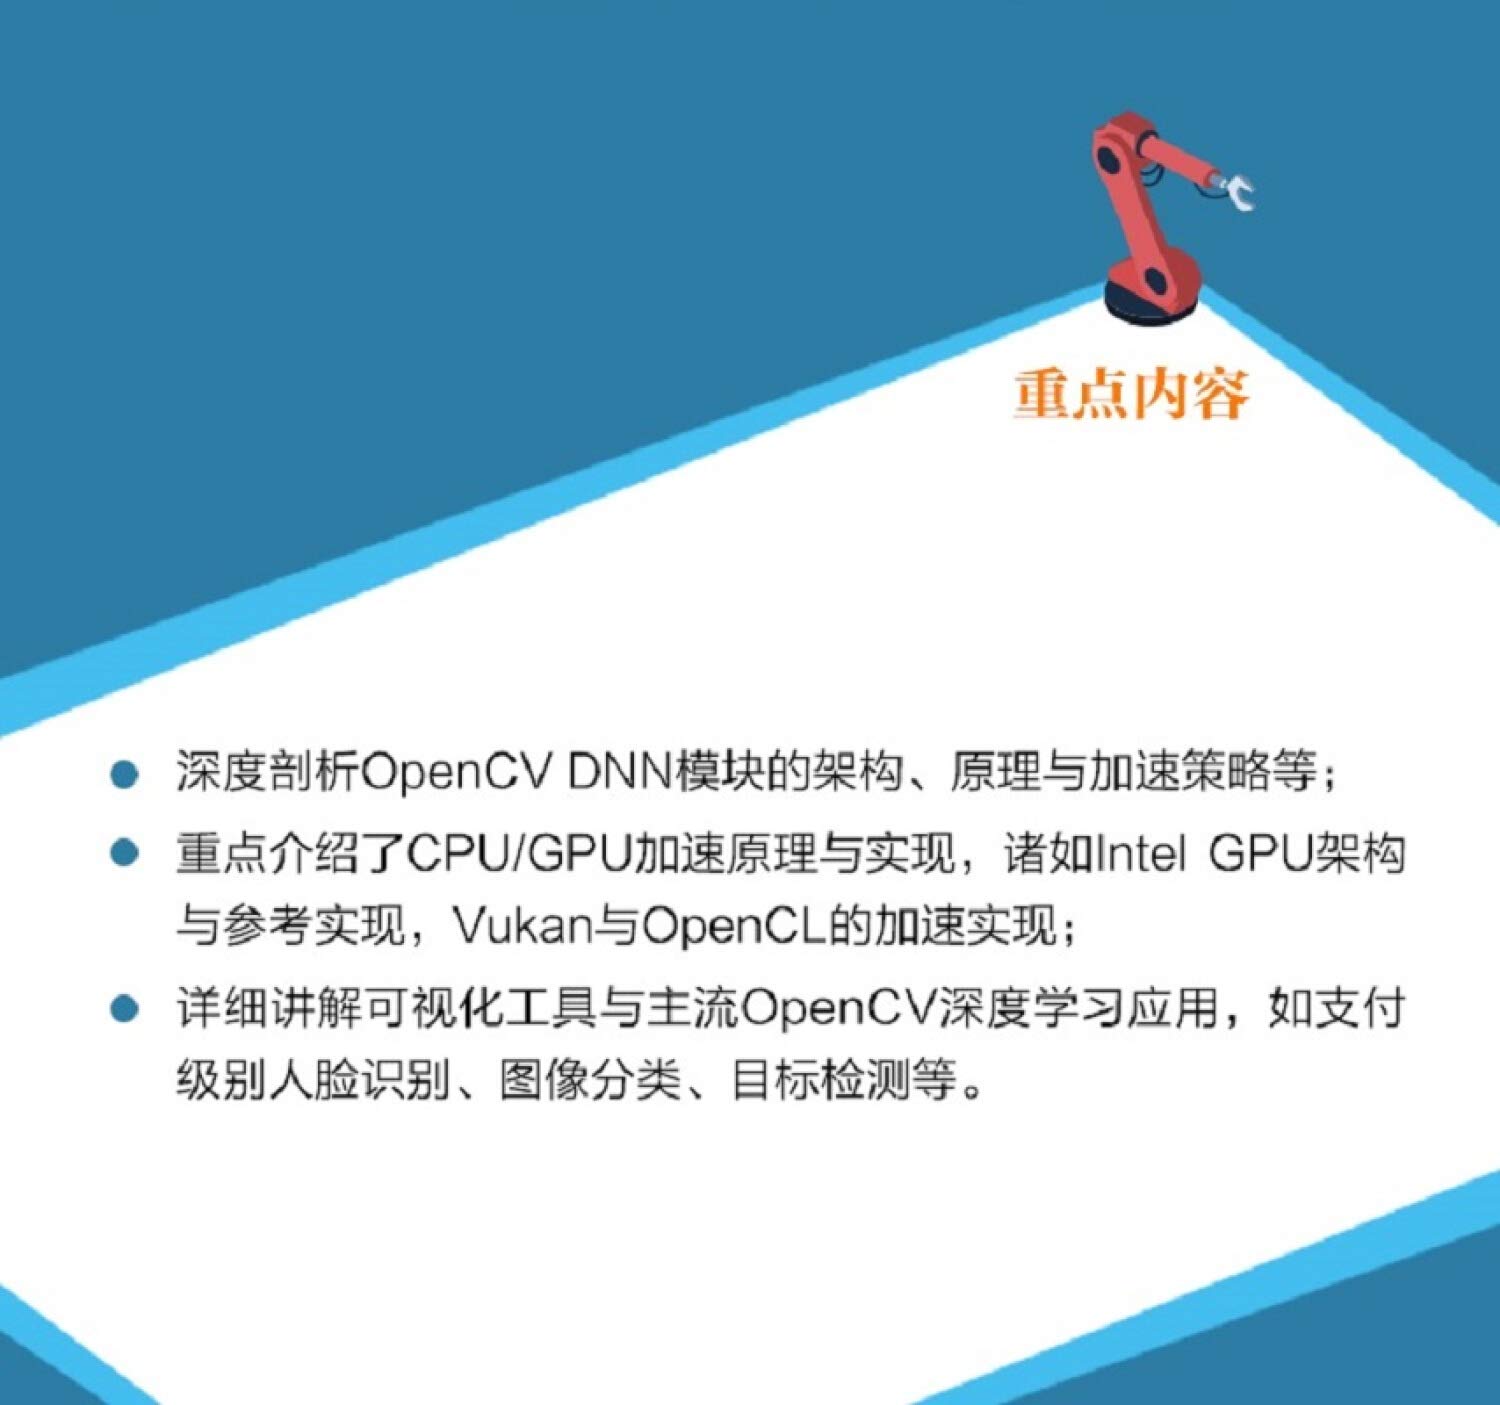 重点内容
深度剖析OpenCV DNN模块的架构、原理与加速策略等；
重点介绍了CPU/GPU加速原理与实现，诸如Intel GPU架构
与参考实现，Vukan与OpenCL的加速实现；
详细讲解可视化工具与主流OpenCV深度学习应用，如支付
级别人脸识别、图像分类、目标检测等。